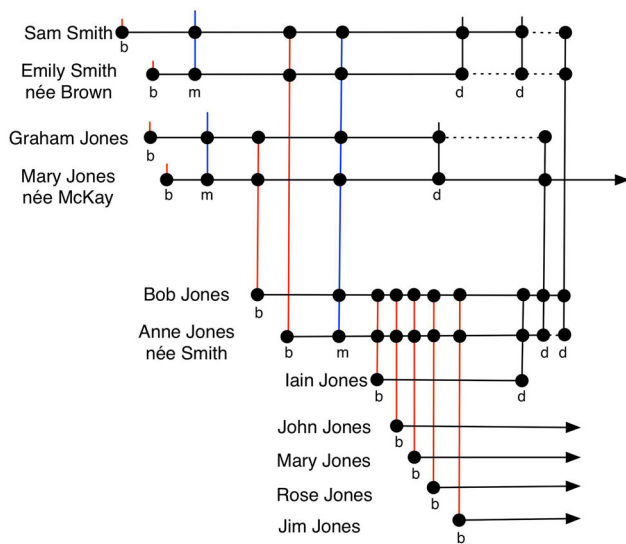 Sam Smith
b
Emily Smith
née Brown
b m d d
Graham Jones
b
Mary Jones
née McKay
b m d
Bob Jones
b
Anne Jones
née Smith
b m d d
Iain Jones
b d
John Jones
b
Mary Jones
b
Rose Jones
b
Jim Jones
b